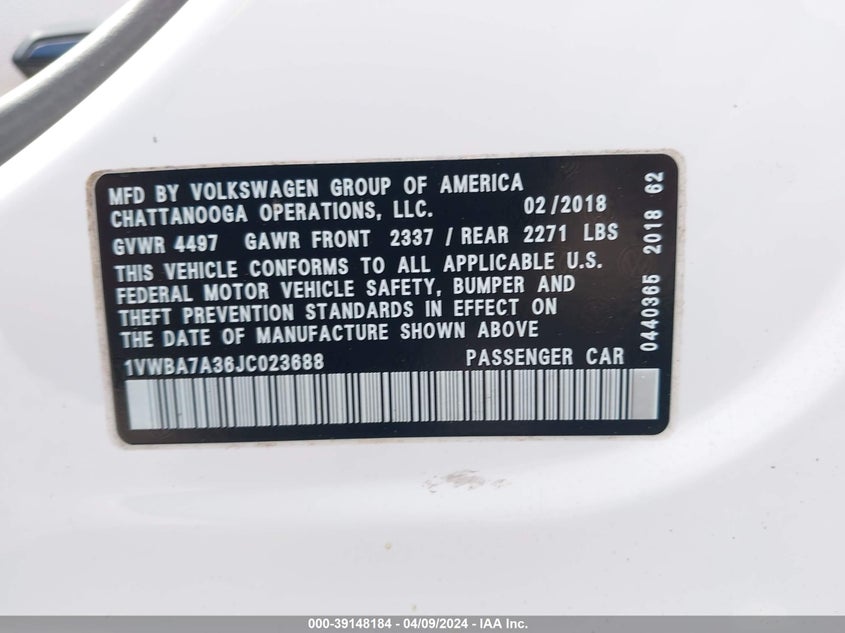 MFD BY VOLKSWAGEN GROUP OF AMERICA
CHATTANOOGA OPERATIONS, LLC. 02/2018
GVWR 4497 GAWR FRONT 2337 / REAR 2271 LBS
THIS VEHICLE CONFORMS TO ALL APPLICABLE U.S.
FEDERAL MOTOR VEHICLE SAFETY, BUMPER AND
THEFT PREVENTION STANDARDS IN EFFECT ON
THE DATE OF MANUFACTURE SHOWN ABOVE
1VWBA7A36JC023688 PASSENGER CAR
0440365 2018 62
000-39148184 - 04/09/2024 - IAA Inc.